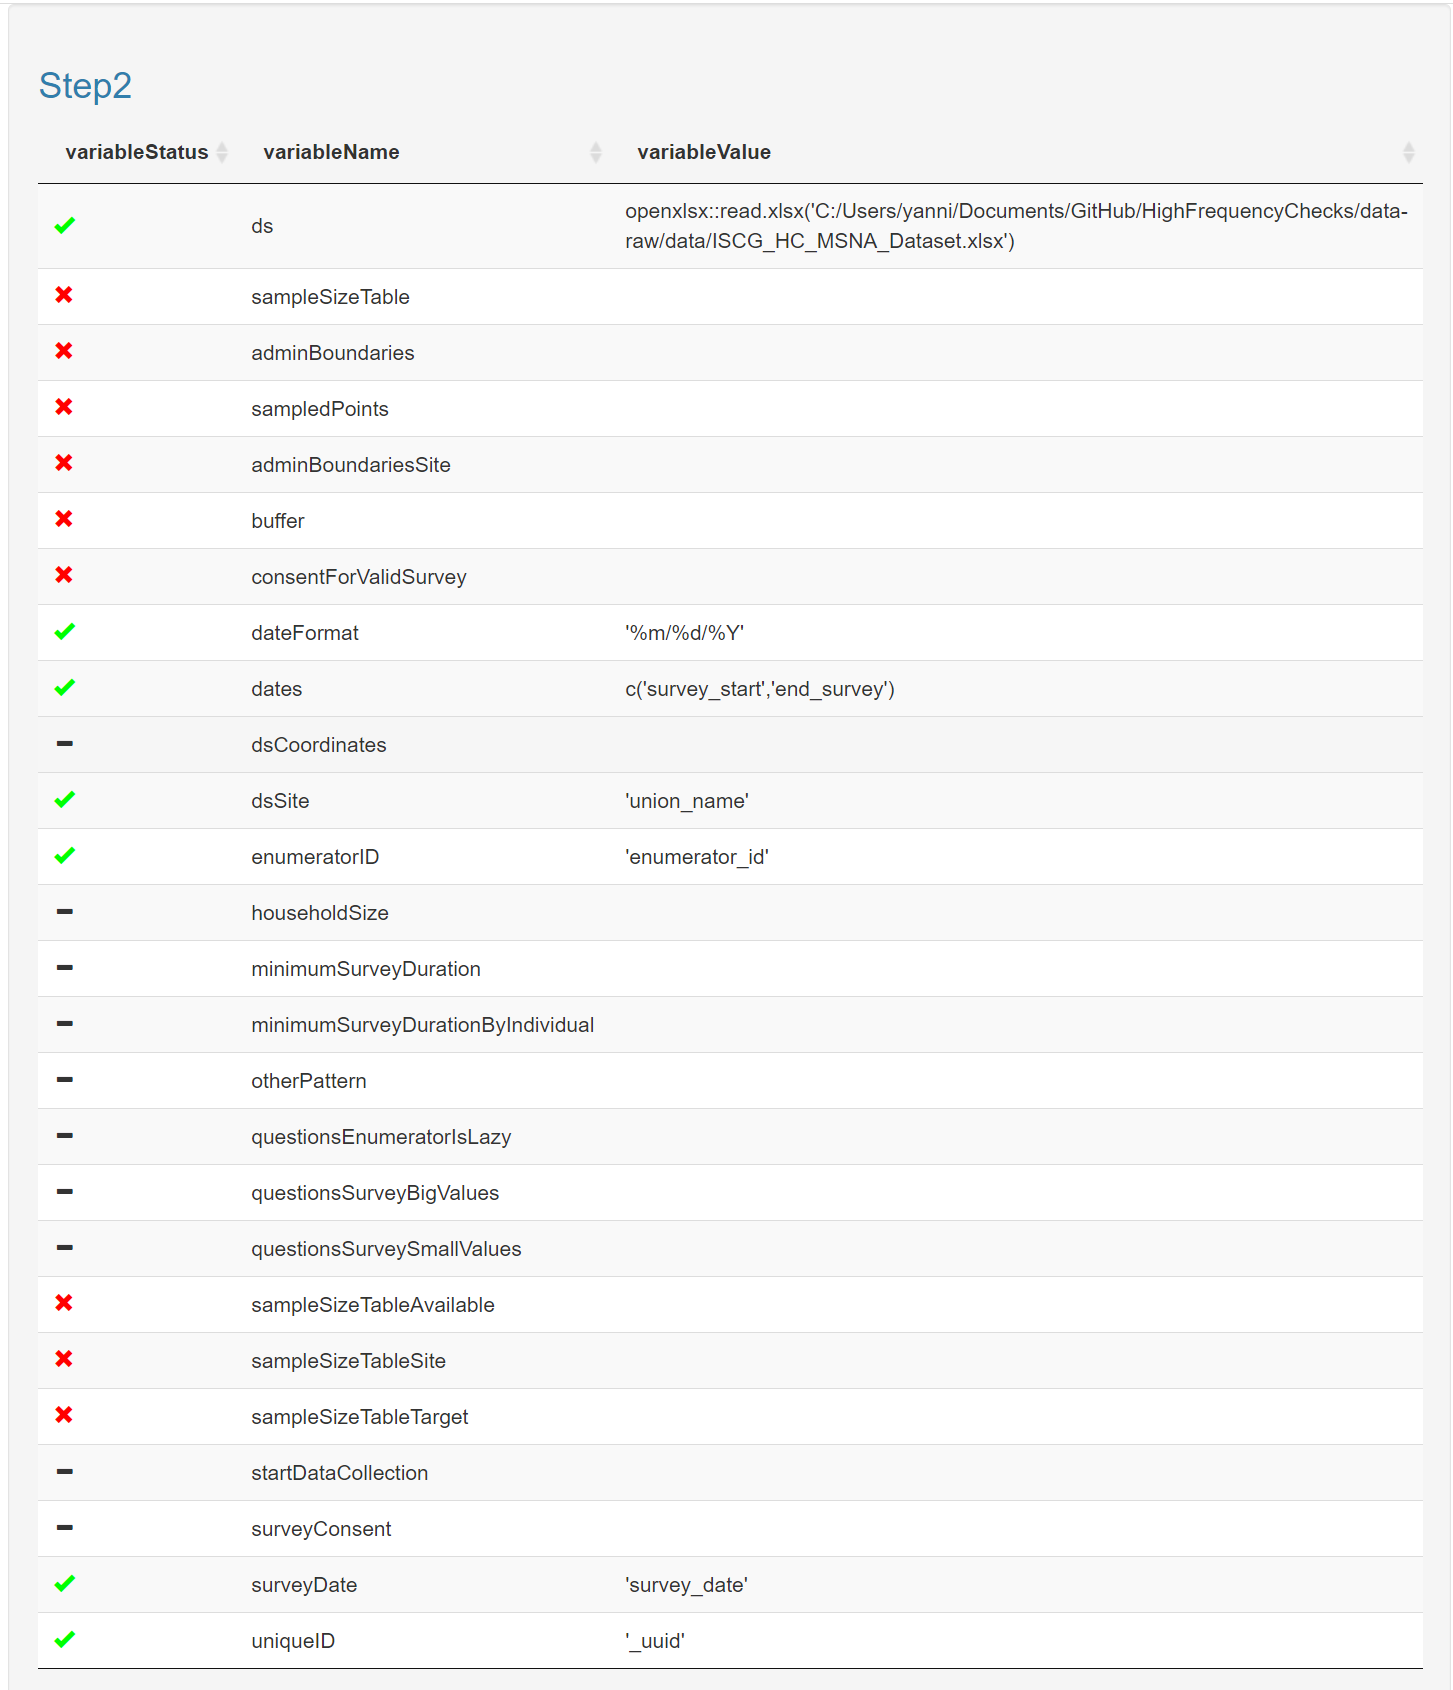 Step2
variableStatus variableName variableValue
ds openxlsx::read.xlsx('C:/Users/yanni/Documents/GitHub/HighFrequencyChecks/data-
raw/data/ISCG_HC_MSNA_Dataset.xlsx')
sampleSizeTable
adminBoundaries
sampledPoints
adminBoundariesSite
buffer
consentForValidSurvey
dateFormat '%m/%d/%Y'
dates c('survey_start','end_survey')
dsCoordinates
dsSite 'union_name'
enumeratorID 'enumerator_id'
householdSize
minimumSurveyDuration
minimumSurveyDurationByIndividual
otherPattern
questionsEnumeratorIsLazy
questionsSurveyBigValues
questionsSurveySmallValues
sampleSizeTableAvailable
sampleSizeTableSite
sampleSizeTableTarget
startDataCollection
surveyConsent
surveyDate 'survey_date'
uniqueID '_uuid'